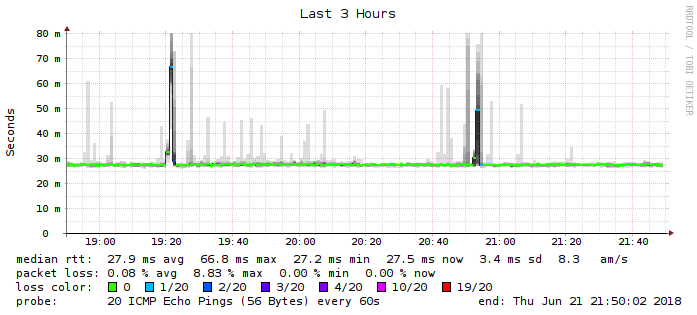 Last 3 Hours
RRDTOOL / TOBI OETIKER
Seconds
80 m
70 m
60 m
50 m
40 m
30 m
20 m
10 m
0
19:00 19:20 19:40 20:00 20:20 20:40 21:00 21:20 21:40
median rtt: 27.9 ms avg 66.8 ms max 27.2 ms min 27.5 ms now 3.4 ms sd 8.3 am/s
packet loss: 0.08 % avg 8.83 % max 0.00 % min 0.00 % now
loss color: 0 1/20 2/20 3/20 4/20 10/20 19/20
probe: 20 ICMP Echo Pings (56 Bytes) every 60s end: Thu Jun 21 21:50:02 2018